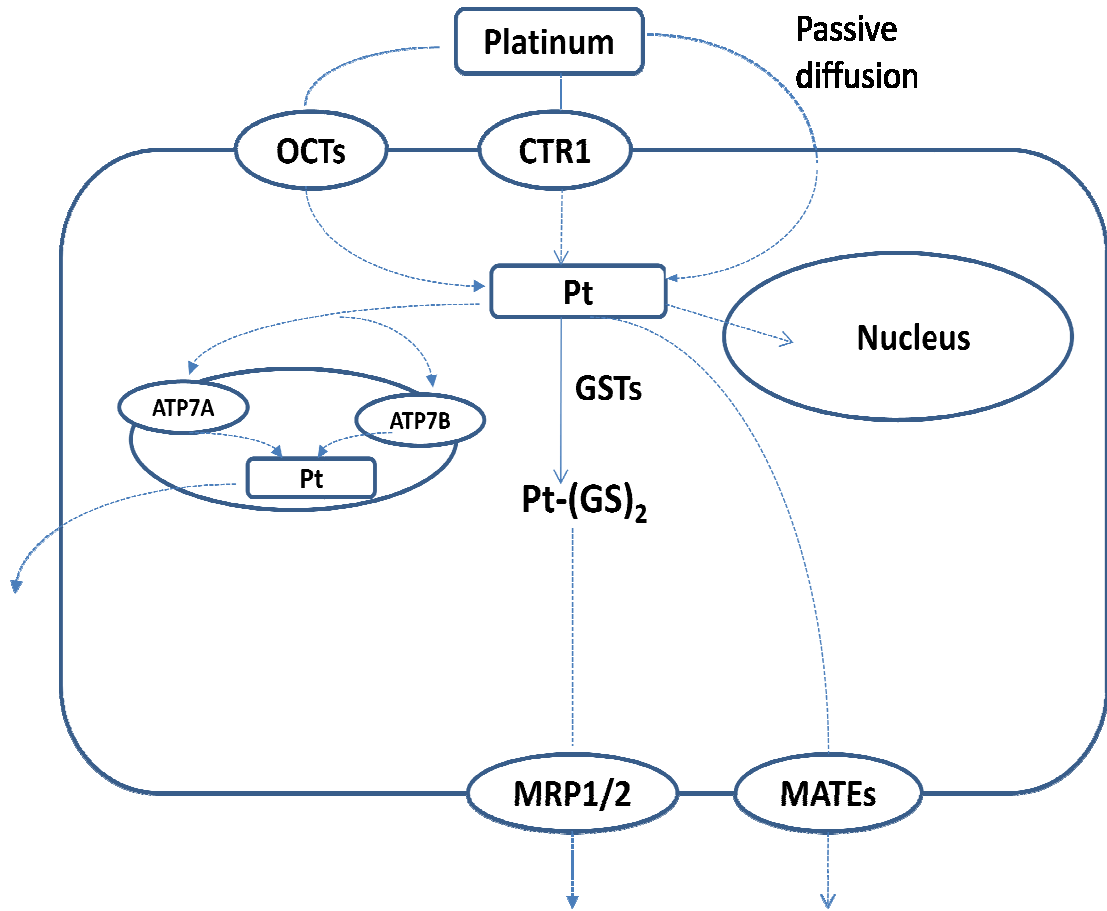 Platinum
Passive
diffusion
OCTs
CTR1
Pt
Nucleus
GSTs
ATP7A
ATP7B
Pt
Pt-(GS)₂
MRP1/2
MATEs